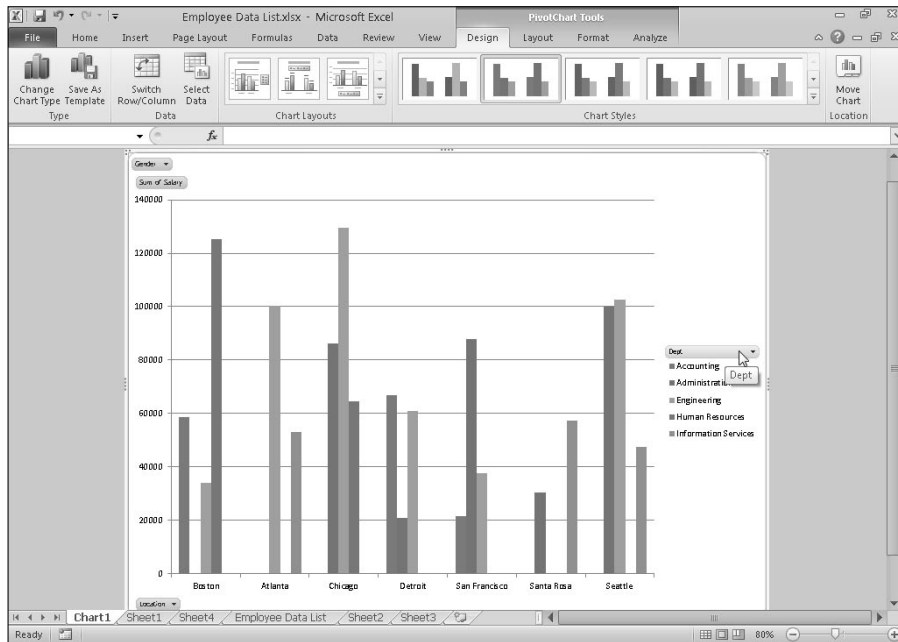 Employee Data List.xlsx - Microsoft Excel
PivotChart Tools
File Home Insert Page Layout Formulas Data Review View Design Layout Format Analyze
Change Chart Type
Save As Template
Switch Row/Column
Select Data
Move Chart
Type
Data
Chart Layouts
Chart Styles
Location
fx
Gender
Sum of Salary
140000
120000
100000
80000
60000
40000
20000
0
Boston Atlanta Chicago Detroit San Francisco Santa Rosa Seattle
Dept
Accounting
Dept
Engineering
Human Resources
Information Services
Location
Chart1 Sheet1 Sheet4 Employee Data List Sheet2 Sheet3
Ready
80%